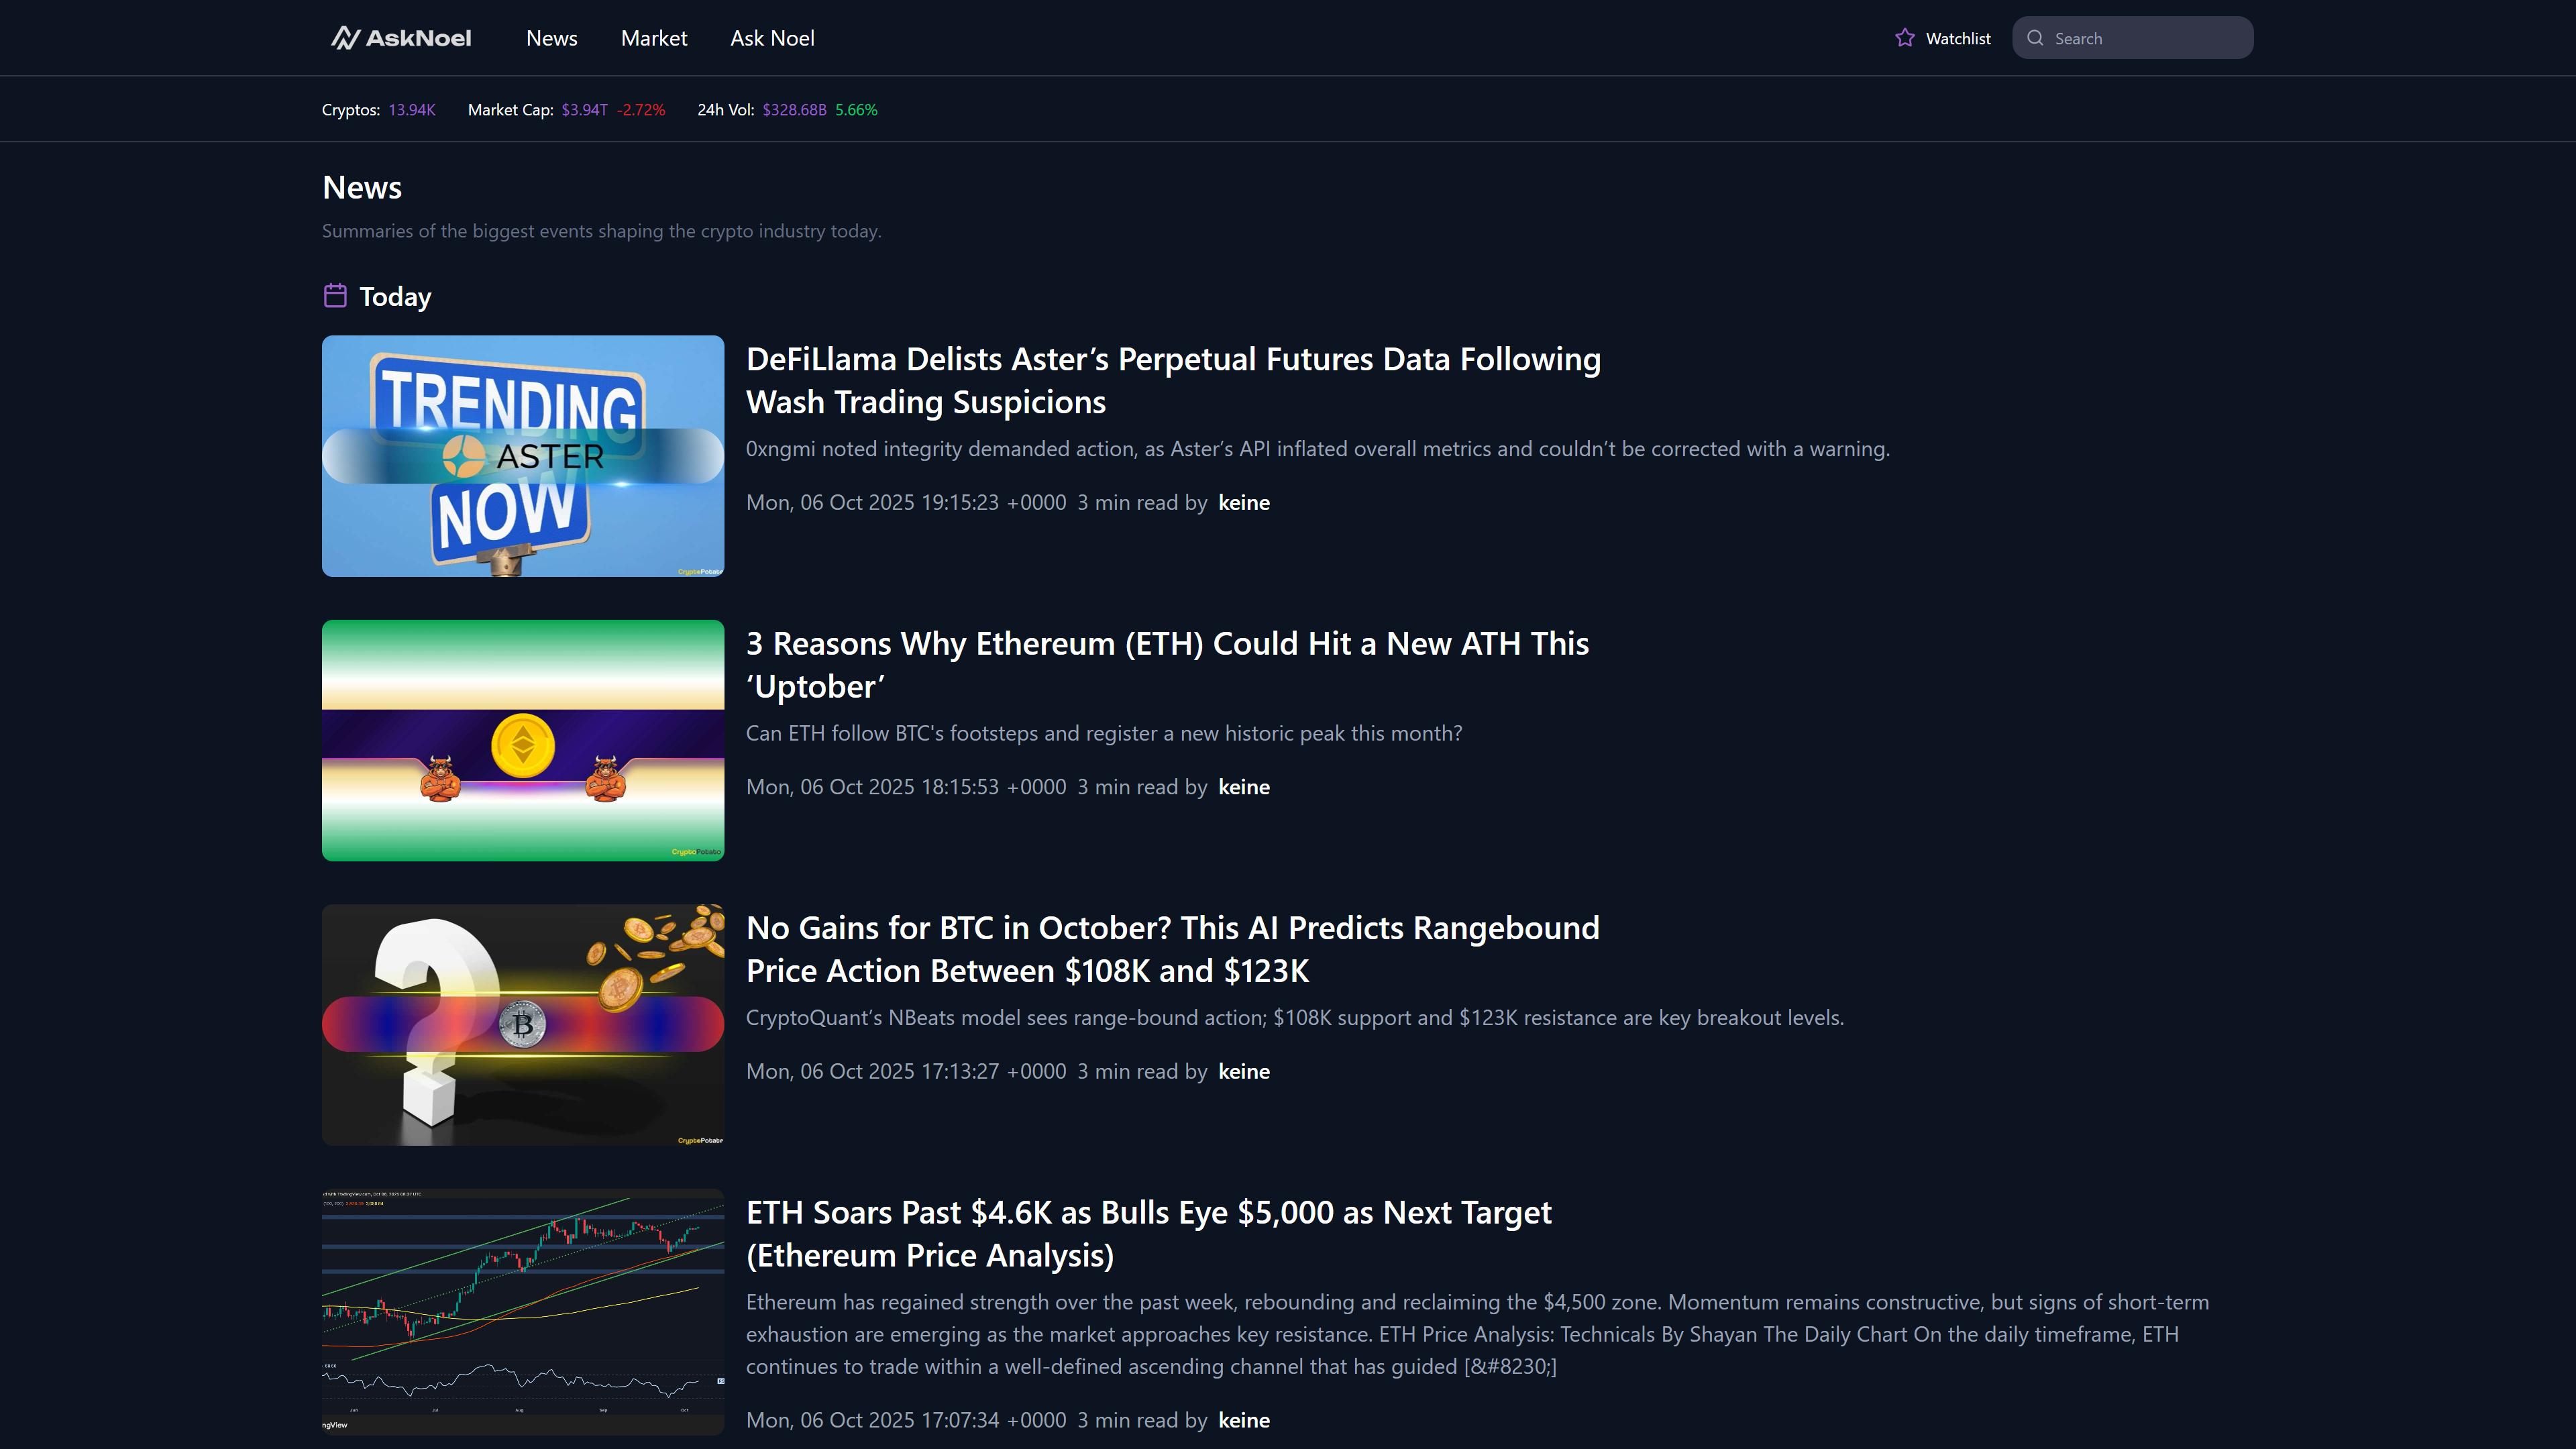 AskNoel
News
Market
Ask Noel
Watchlist
Search
Cryptos: 13.94K
Market Cap: $3.94T -2.72%
24h Vol: $328.68B 5.66%
News
Summaries of the biggest events shaping the crypto industry today.
Today
TRENDING
ASTER
NOW
CryptoPotato
DeFiLlama Delists Aster’s Perpetual Futures Data Following
Wash Trading Suspicions
0xngmi noted integrity demanded action, as Aster’s API inflated overall metrics and couldn’t be corrected with a warning.
Mon, 06 Oct 2025 19:15:23 +0000 3 min read by keine
CryptoPotato
3 Reasons Why Ethereum (ETH) Could Hit a New ATH This
‘Uptober’
Can ETH follow BTC's footsteps and register a new historic peak this month?
Mon, 06 Oct 2025 18:15:53 +0000 3 min read by keine
CryptoPotato
No Gains for BTC in October? This AI Predicts Rangebound
Price Action Between $108K and $123K
CryptoQuant’s NBeats model sees range-bound action; $108K support and $123K resistance are key breakout levels.
Mon, 06 Oct 2025 17:13:27 +0000 3 min read by keine
Jun Jul Aug Sep Oct
ngView
ETH Soars Past $4.6K as Bulls Eye $5,000 as Next Target
(Ethereum Price Analysis)
Ethereum has regained strength over the past week, rebounding and reclaiming the $4,500 zone. Momentum remains constructive, but signs of short-term
exhaustion are emerging as the market approaches key resistance. ETH Price Analysis: Technicals By Shayan The Daily Chart On the daily timeframe, ETH
continues to trade within a well-defined ascending channel that has guided [&#8230;]
Mon, 06 Oct 2025 17:07:34 +0000 3 min read by keine